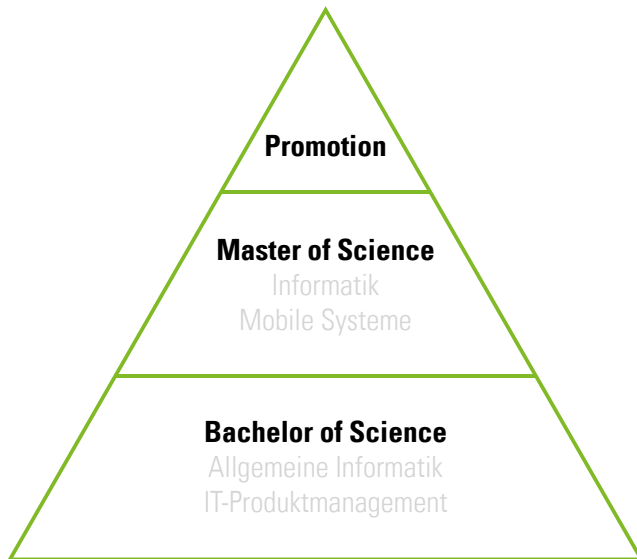 Promotion
Master of Science
Informatik
Mobile Systeme
Bachelor of Science
Allgemeine Informatik
IT-Produktmanagement